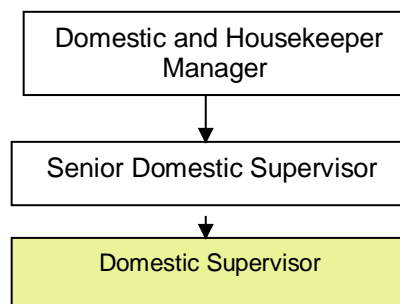 Domestic and Housekeeper
Manager
Senior Domestic Supervisor
Domestic Supervisor